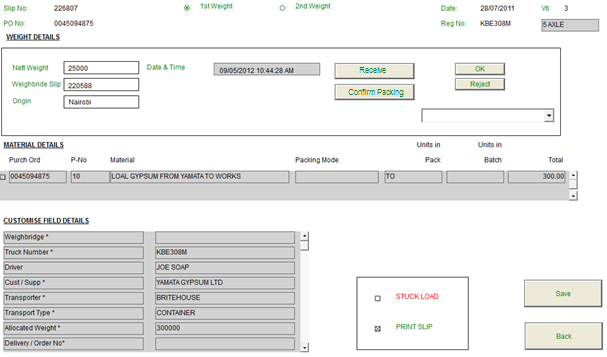 Slip No: 226807 1st Weight 2nd Weight Date: 28/07/2011 Vtr: 3
PO No: 0045094875 Reg No: KBE308M 5 AXLE
WEIGHT DETAILS
Nett Weight 25000 Date & Time 09/05/2012 10:44:28 AM Receive OK
Weighbride Slip 220588 Confirm Packing Reject
Origin Nairobi
MATERIAL DETAILS Units in Units in
Purch Ord P-No Material Packing Mode Pack Batch Total
0045094875 10 LOAL GYPSUM FROM YAMATA TO WORKS TO 300.00
CUSTOMISE FIELD DETAILS
Weighbridge *
Truck Number * KBE308M
Driver JOE SOAP
Cust / Supp * YAMATA GYPSUM LTD
Transporter * BRITEHOUSE
Transport Type * CONTAINER
Allocated Weight * 300000
Delivery / Order No*
STUCK LOAD
PRINT SLIP
Save
Back